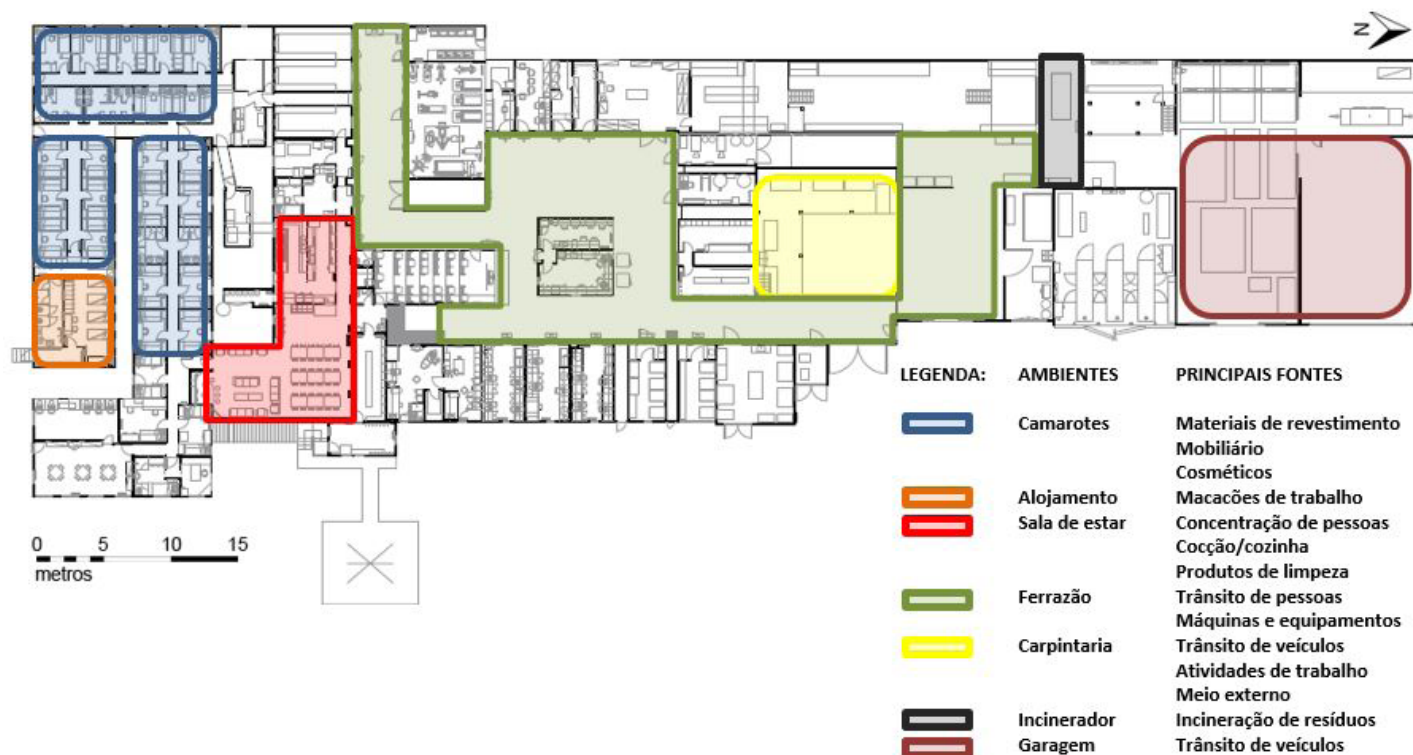 N
0 5 10 15
metros
LEGENDA: AMBIENTES PRINCIPAIS FONTES
Camarotes Materiais de revestimento
Mobiliário
Cosméticos
Alojamento Macacões de trabalho
Sala de estar Concentração de pessoas
Cocção/cozinha
Produtos de limpeza
Ferrazão Trânsito de pessoas
Máquinas e equipamentos
Carpintaria Trânsito de veículos
Atividades de trabalho
Meio externo
Incinerador Incineração de resíduos
Garagem Trânsito de veículos